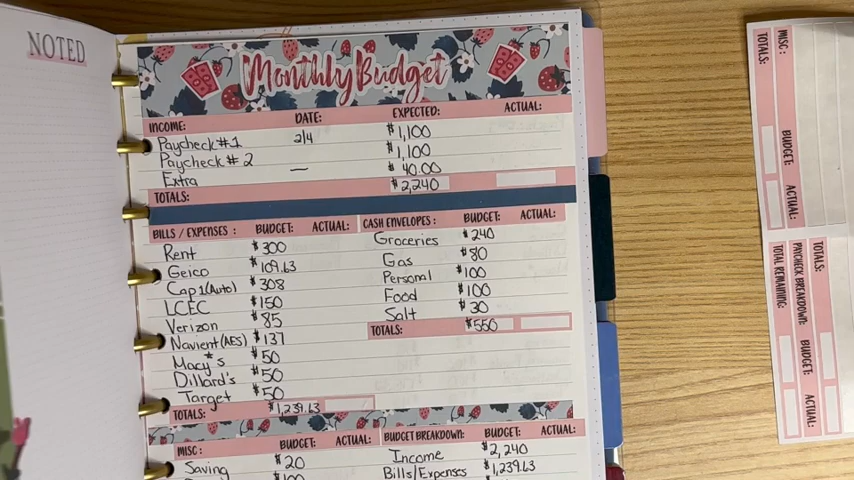 NOTED
Monthly Budget
INCOME: DATE: EXPECTED: ACTUAL:
Paycheck #1 2/4 $1,100
Paycheck #2 $1,100
Extra — $40.00
TOTALS: $2,240
BILLS / EXPENSES: BUDGET: ACTUAL:
Rent $300
Geico $109.63
Cap1(Auto) $308
LCEC $150
Verizon $85
Navient(AES) $137
Macy*s $50
Dillard's $50
Target $50
TOTALS: $1,239.63
CASH ENVELOPES: BUDGET: ACTUAL:
Groceries $240
Gas $80
Personal $100
Food $100
Salt $30
TOTALS: $550
MISC: BUDGET: ACTUAL:
Saving $20
BUDGET BREAKDOWN: BUDGET: ACTUAL:
Income $2,240
Bills/Expenses $1,239.63
MISC: BUDGET: ACTUAL:
TOTALS:
TOTALS:
PAYCHECK BREAKDOWN: BUDGET: ACTUAL:
TOTAL REMAINING: